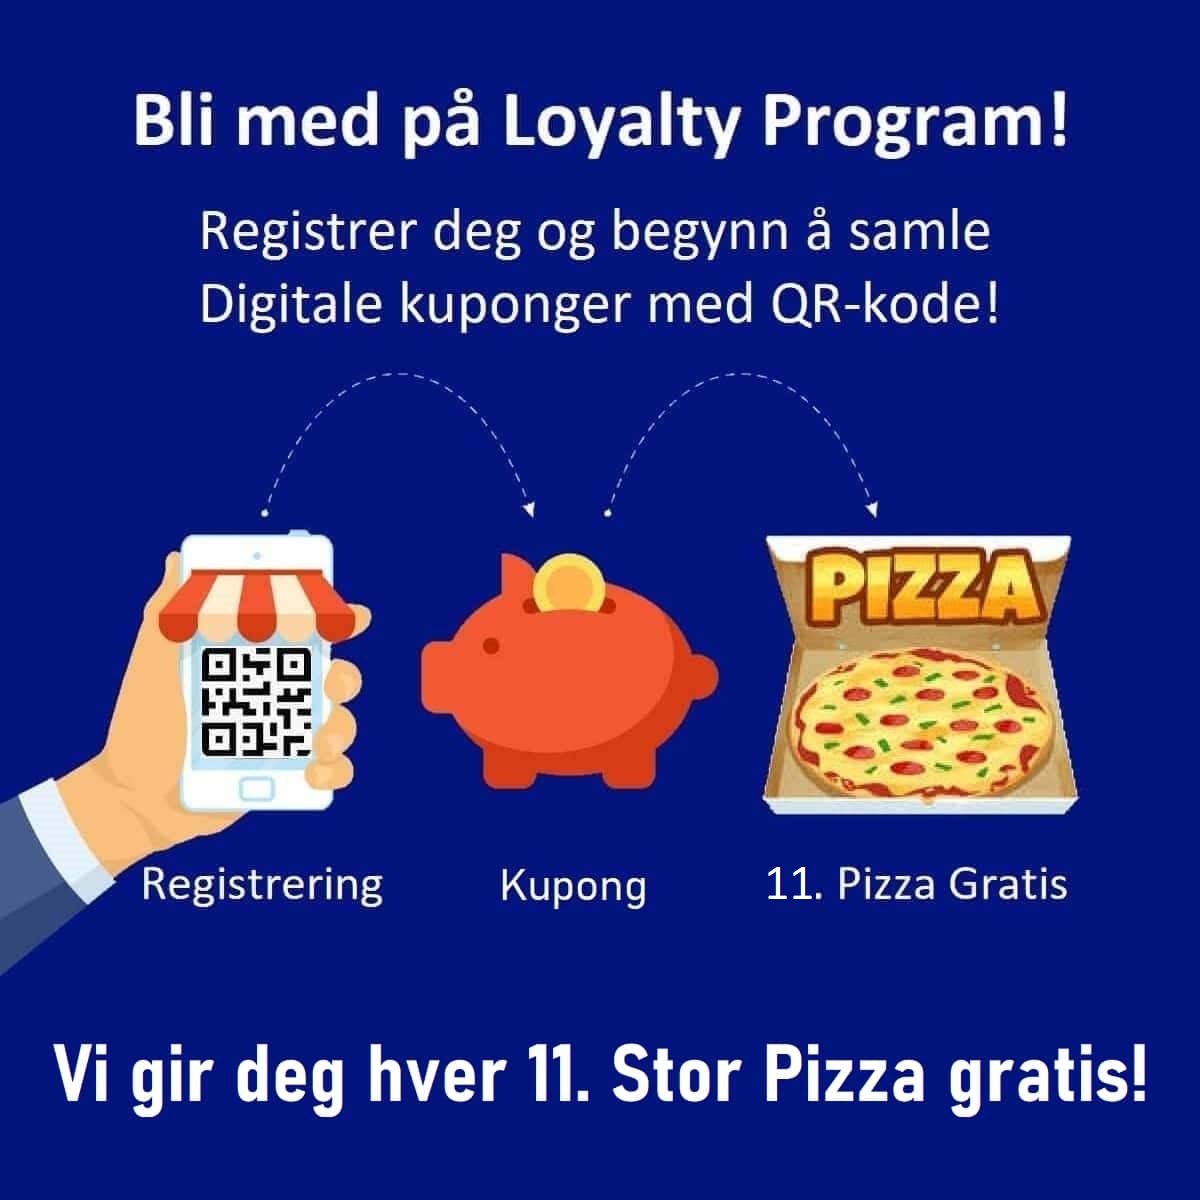 Bli med på Loyalty Program!
Registrer deg og begynn å samle
Digitale kuponger med QR-kode!
PIZZA
Registrering
Kupong
11. Pizza Gratis
Vi gir deg hver 11. Stor Pizza gratis!